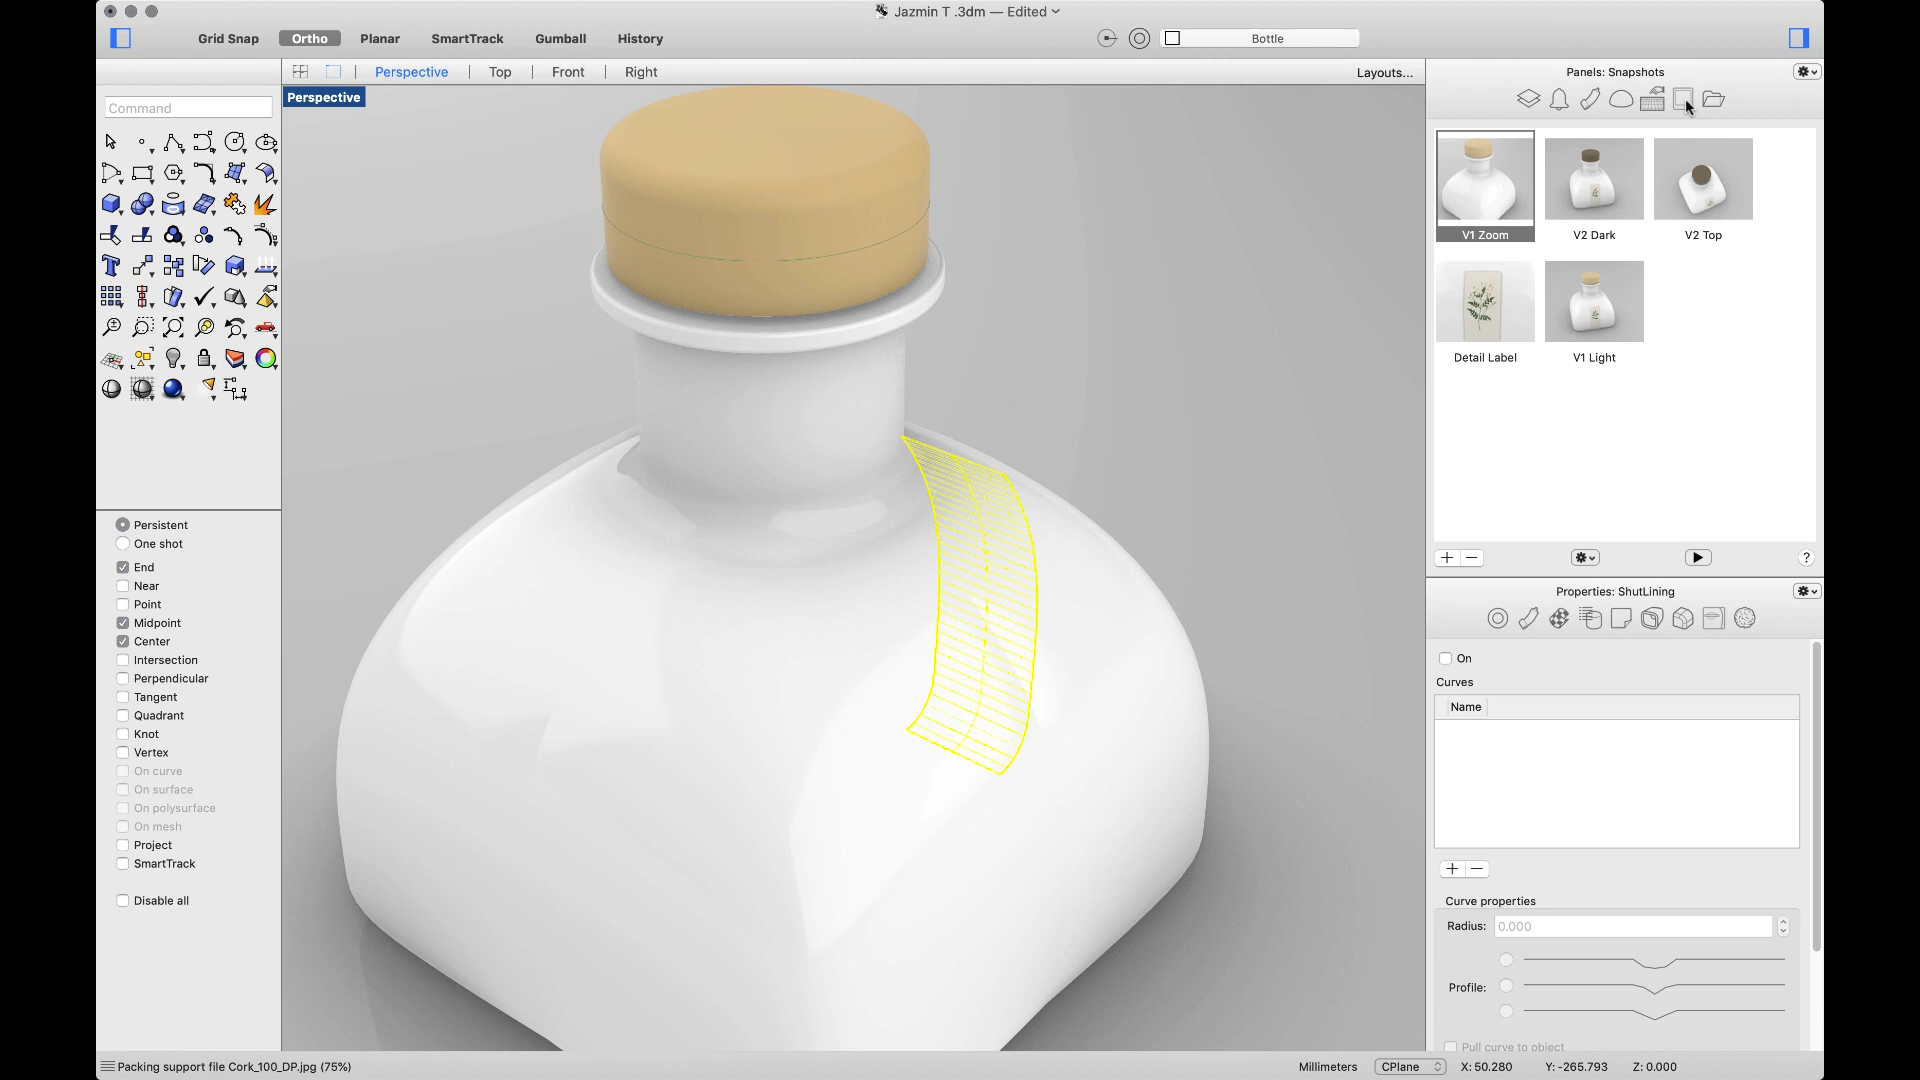 Jazmin T .3dm — Edited
Grid Snap
Ortho
Planar
SmartTrack
Gumball
History
Bottle
Perspective
Top
Front
Right
Layouts...
Panels: Snapshots
Command
Perspective
V1 Zoom
V2 Dark
V2 Top
Detail Label
V1 Light
Persistent
One shot
End
Near
Point
Midpoint
Center
Intersection
Perpendicular
Tangent
Quadrant
Knot
Vertex
On curve
On surface
On polysurface
On mesh
Project
SmartTrack
Disable all
?
Properties: ShutLining
On
Curves
Name
Curve properties
Radius:
0.000
Profile:
Pull curve to object
Packing support file Cork_100_DP.jpg (75%)
Millimeters
CPlane
X: 50.280
Y: -265.793
Z: 0.000